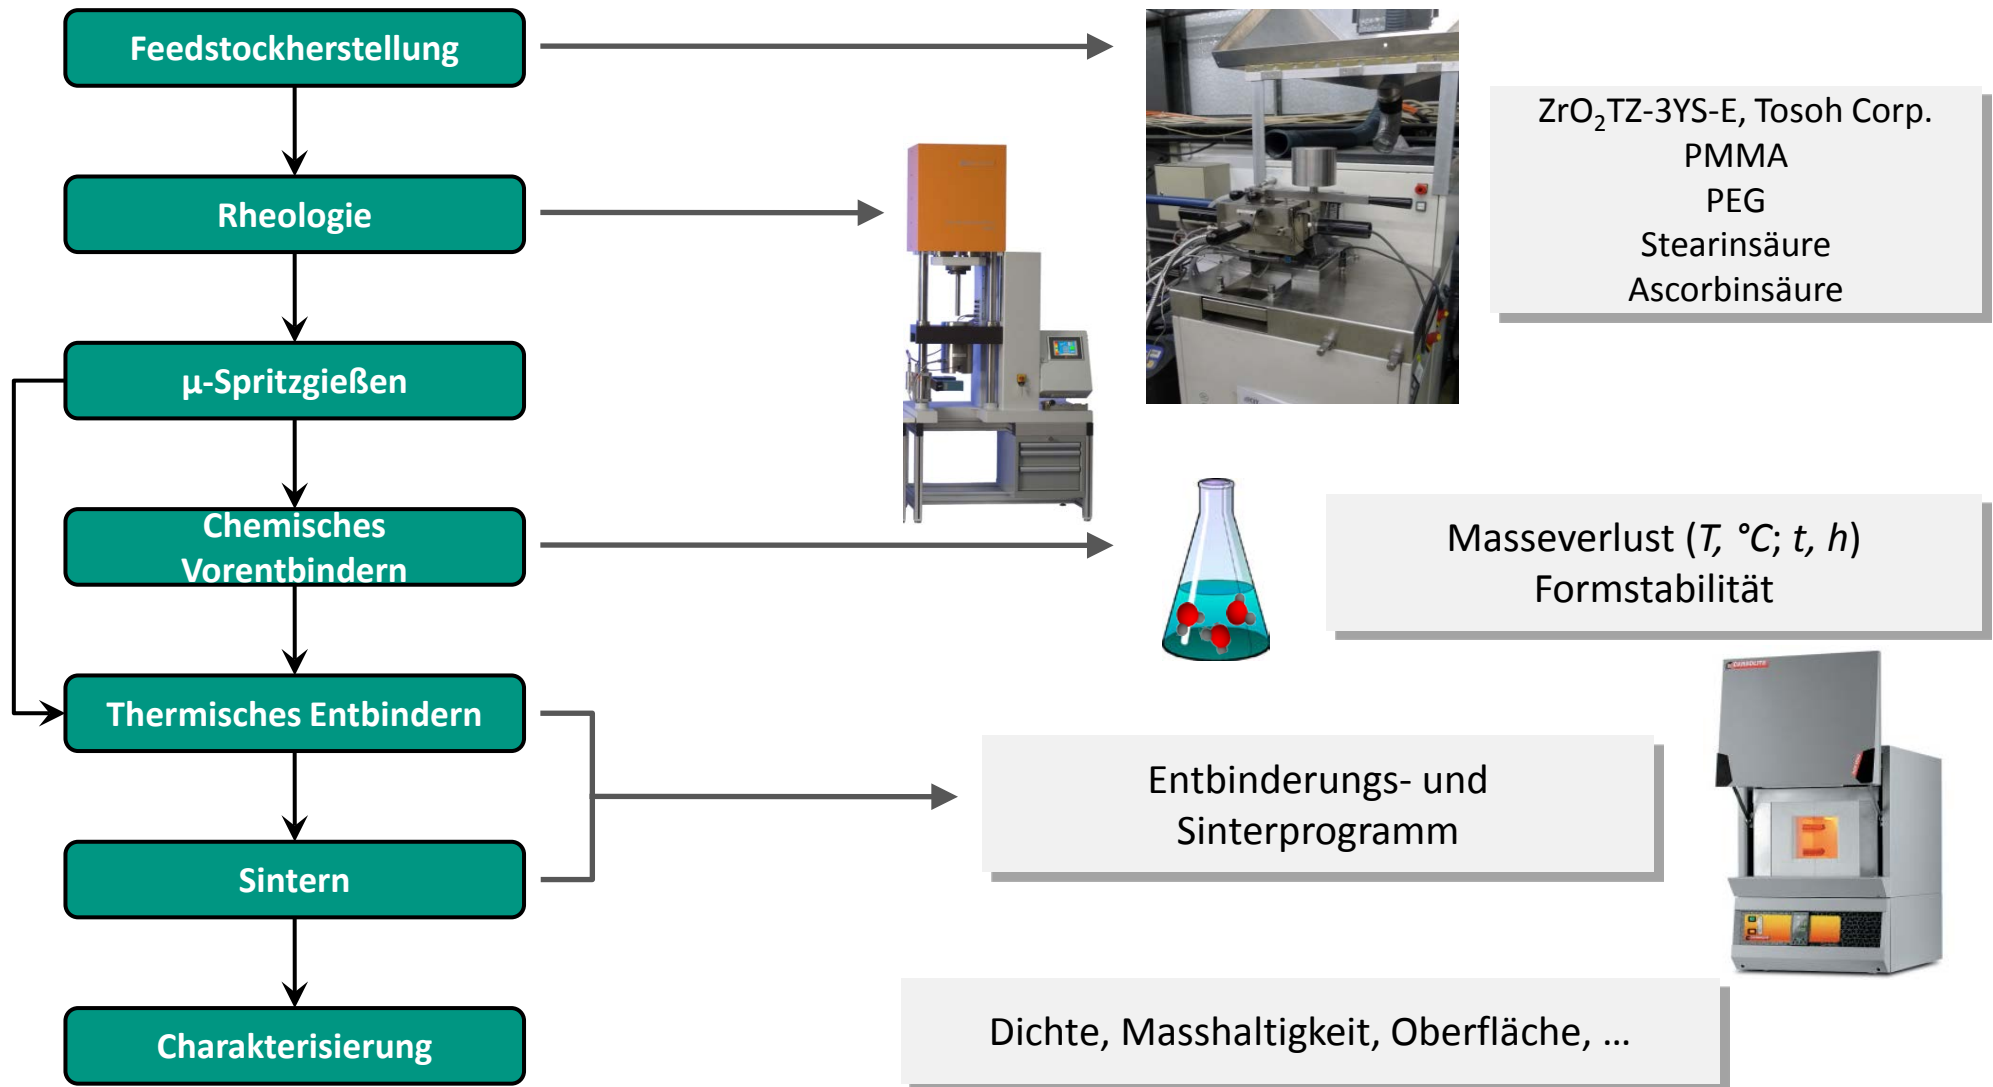 Feedstockherstellung
ZrO₂TZ-3YS-E, Tosoh Corp.
PMMA
PEG
Stearinsäure
Ascorbinsäure
Rheologie
µ-Spritzgießen
Chemisches
Vorentbindern
Masseverlust (T, °C; t, h)
Formstabilität
Thermisches Entbindern
Entbinderungs- und
Sinterprogramm
CARBOLITE
Sintern
Charakterisierung
Dichte, Masshaltigkeit, Oberfläche, ...